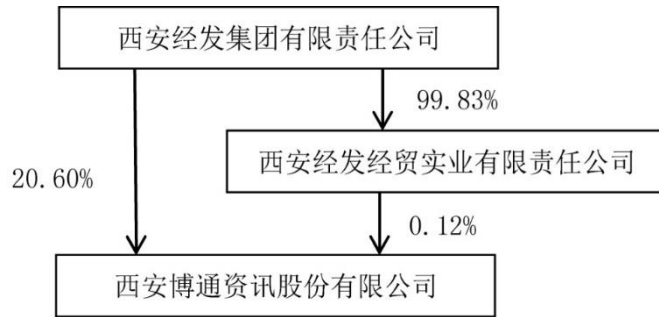 西安经发集团有限责任公司
99.83%
西安经发经贸实业有限责任公司
20.60%
0.12%
西安博通资讯股份有限公司